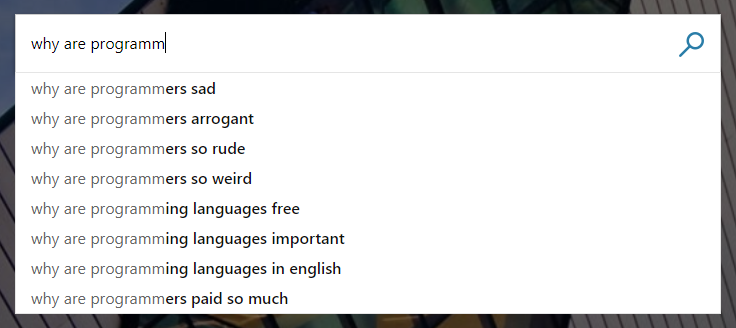 why are programm
why are programmers sad
why are programmers arrogant
why are programmers so rude
why are programmers so weird
why are programming languages free
why are programming languages important
why are programming languages in english
why are programmers paid so much